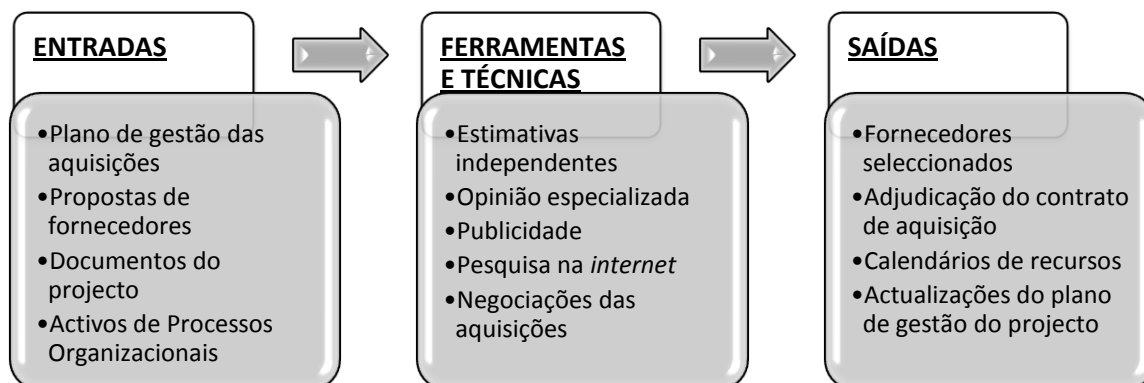 ENTRADAS
•Plano de gestão das
aquisições
•Propostas de
fornecedores
•Documentos do
projecto
•Activos de Processos
Organizacionais
FERRAMENTAS
E TÉCNICAS
•Estimativas
independentes
•Opinião especializada
•Publicidade
•Pesquisa na internet
•Negociações das
aquisições
SAÍDAS
•Fornecedores
seleccionados
•Adjudicação do contrato
de aquisição
•Calendários de recursos
•Actualizações do plano
de gestão do projecto